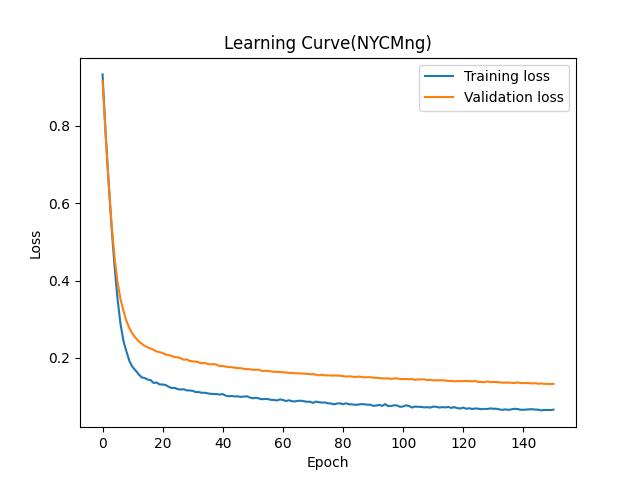 Learning Curve(NYCMng)
Training loss
Validation loss
Loss
0.8
0.6
0.4
0.2
0 20 40 60 80 100 120 140
Epoch